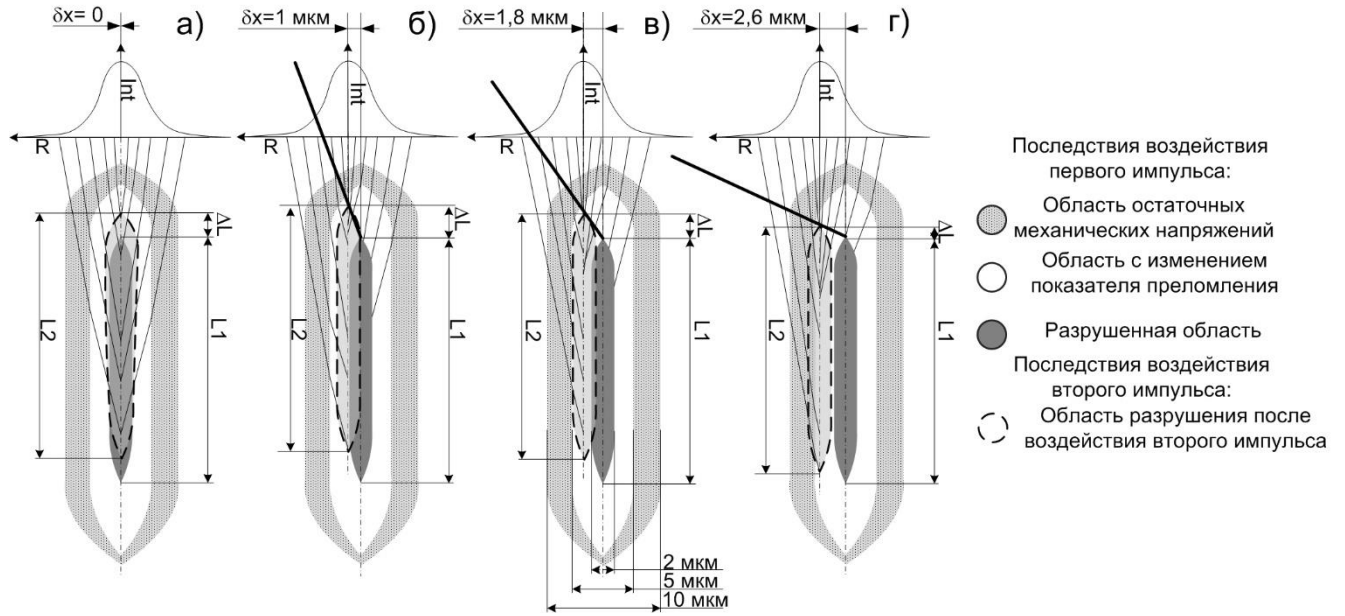 δx= 0
а)
δx=1 мкм
б)
δx=1,8 мкм
в)
δx=2,6 мкм
г)
Int
Int
Int
Int
R
R
R
R
ΔL
ΔL
ΔL
ΔL
L2
L1
L2
L1
L2
L1
L2
L1
2 мкм
5 мкм
10 мкм
Последствия воздействия
первого импульса:
Область остаточных
механических напряжений
Область с изменением
показателя преломления
Разрушенная область
Последствия воздействия
второго импульса:
Область разрушения после
воздействия второго импульса